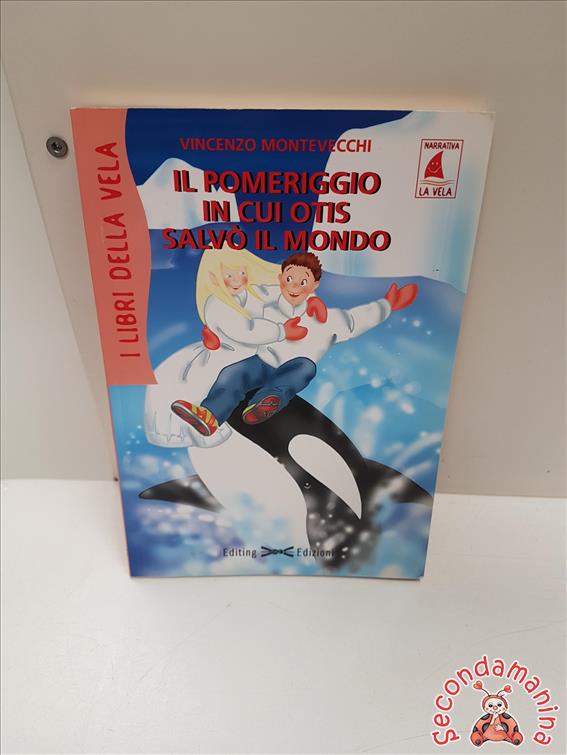 VINCENZO MONTEVECCHI
IL POMERIGGIO
IN CUI OTIS
SALVÒ IL MONDO
NARRATIVA
LA VELA
I LIBRI DELLA VELA
Editing Edizioni
Secondamanina